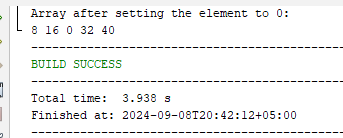 Array after setting the element to 0:
8 16 0 32 40
------------------------------------------------
BUILD SUCCESS
------------------------------------------------
Total time:  3.938 s
Finished at: 2024-09-08T20:42:12+05:00
------------------------------------------------